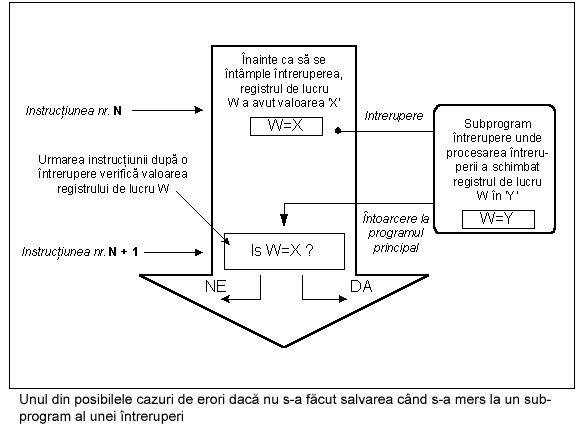 Înainte ca să se
întâmple întreruperea,
registrul de lucru
W a avut valoarea 'X'
W=X
Instrucțiunea nr. N
Intrerupere
Subprogram
întrerupere unde
procesarea întreru-
perii a schimbat
registrul de lucru
W în 'Y'
W=Y
Urmarea instrucțiunii după o
întrerupere verifică valoarea
registrului de lucru W
Întoarcere la
programul
principal
Instrucțiunea nr. N + 1
Is W=X ?
NE
DA
Unul din posibilele cazuri de erori dacă nu s-a făcut salvarea când s-a mers la un sub-
program al unei întreruperi